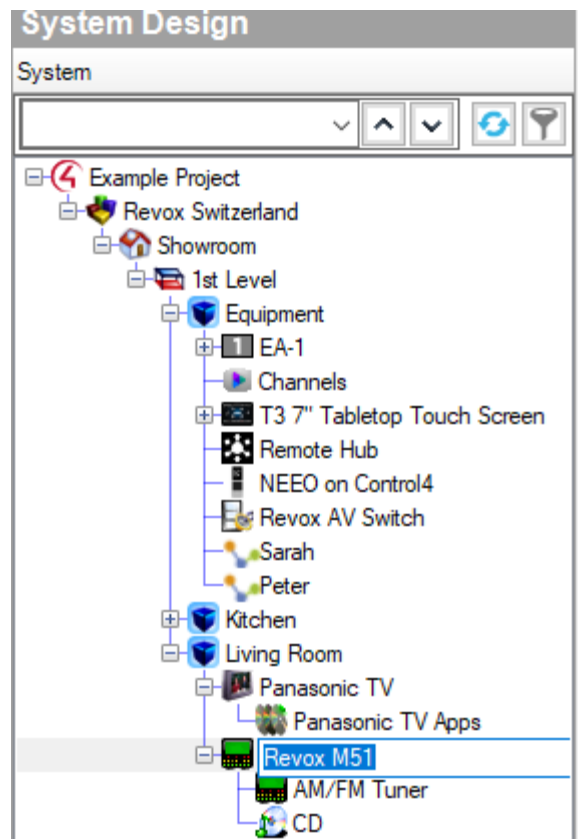 System Design
System
Example Project
Revox Switzerland
Showroom
1st Level
Equipment
1 EA-1
Channels
T3 7" Tabletop Touch Screen
Remote Hub
NEEO on Control4
Revox AV Switch
Sarah
Peter
Kitchen
Living Room
Panasonic TV
Panasonic TV Apps
Revox M51
AM/FM Tuner
CD